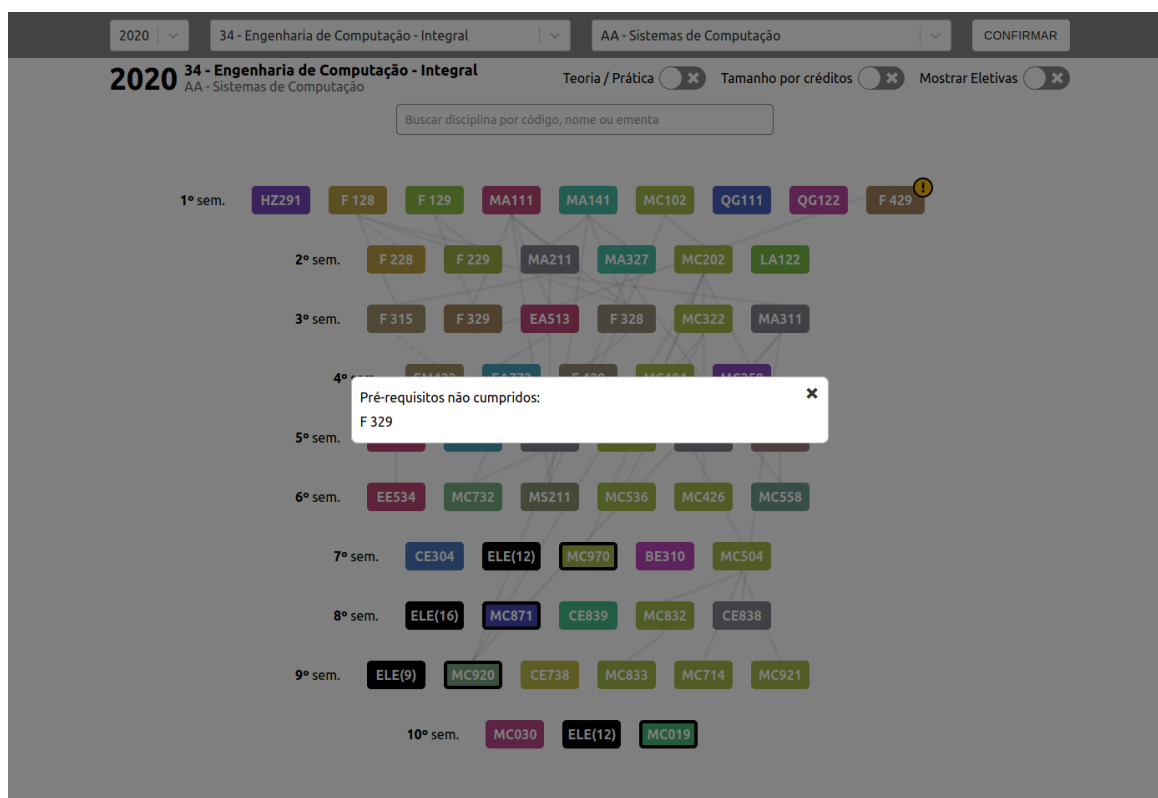 2020 34 - Engenharia de Computação - Integral AA - Sistemas de Computação CONFIRMAR
2020 34 - Engenharia de Computação - Integral
AA - Sistemas de Computação
Teoria / Prática Tamanho por créditos Mostrar Eletivas
Buscar disciplina por código, nome ou ementa
1º sem. HZ291 F 128 F 129 MA111 MA141 MC102 QG111 QG122 F 429 !
2º sem. F 228 F 229 MA211 MA327 MC202 LA122
3º sem. F 315 F 329 EA513 F 328 MC322 MA311
4º
Pré-requisitos não cumpridos:
F 329
5º sem.
6º sem. EE534 MC732 MS211 MC536 MC426 MC558
7º sem. CE304 ELE(12) MC970 BE310 MC504
8º sem. ELE(16) MC871 CE839 MC832 CE838
9º sem. ELE(9) MC920 CE738 MC833 MC714 MC921
10º sem. MC030 ELE(12) MC019